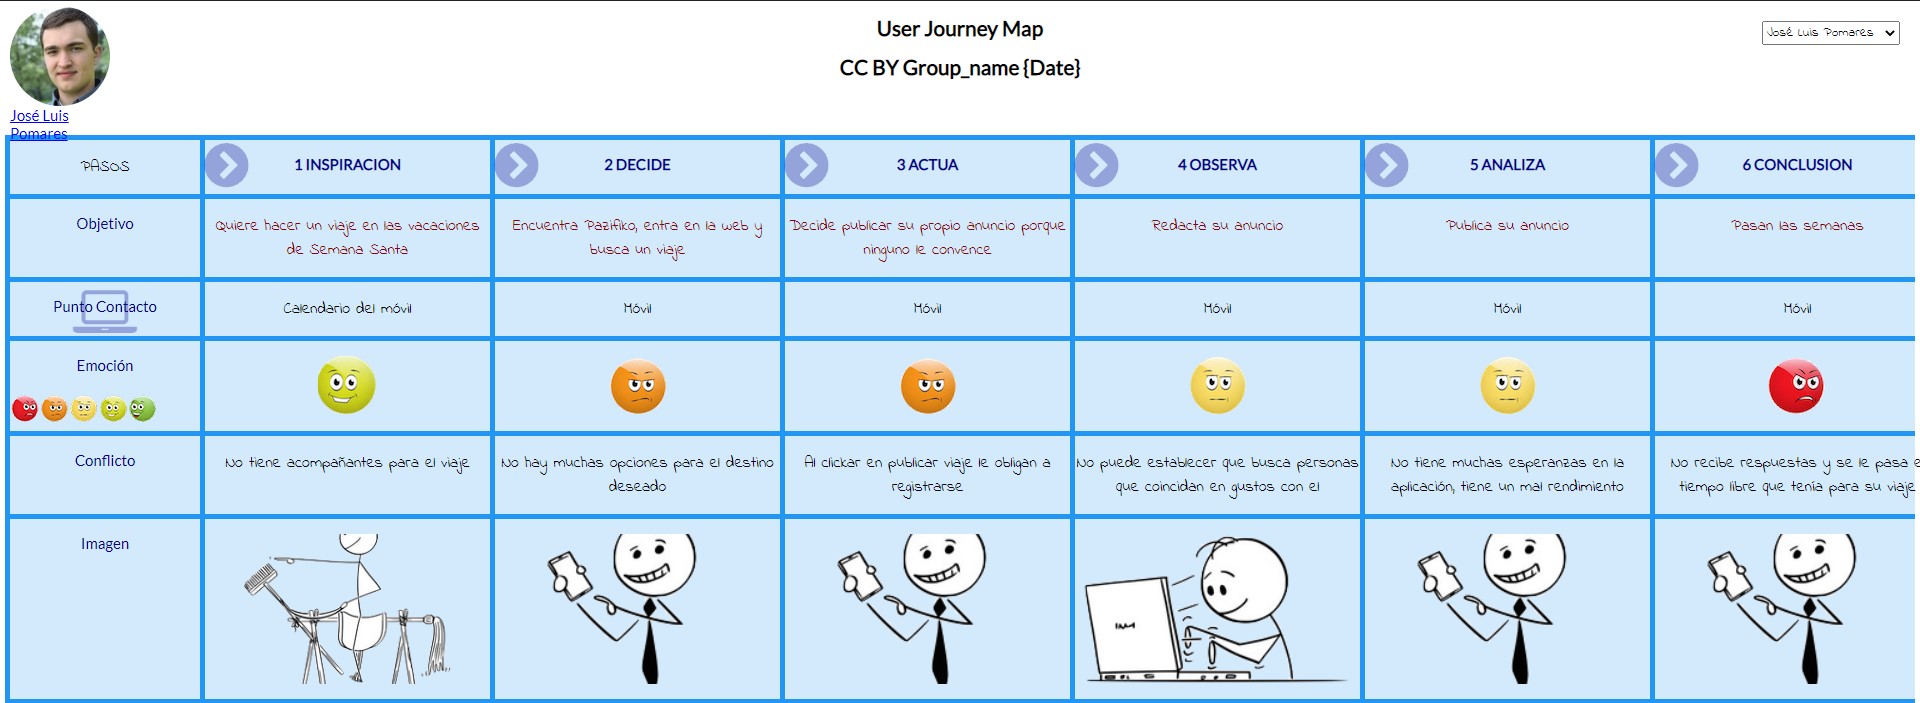 User Journey Map
CC BY Group_name {Date}
José Luis Pomares
José Luis
Pomares
PASOS
1 INSPIRACION
2 DECIDE
3 ACTUA
4 OBSERVA
5 ANALIZA
6 CONCLUSION
Objetivo
Quiere hacer un viaje en las vacaciones
de Semana Santa
Encuentra Pazifiko, entra en la web y
busca un viaje
Decide publicar su propio anuncio porque
ninguno le convence
Redacta su anuncio
Publica su anuncio
Pasan las semanas
Punto Contacto
Calendario del móvil
Móvil
Móvil
Móvil
Móvil
Móvil
Emoción
Conflicto
No tiene acompañantes para el viaje
No hay muchas opciones para el destino
deseado
Al clickar en publicar viaje le obligan a
registrarse
No puede establecer que busca personas
que coincidan en gustos con el
No tiene muchas esperanzas en la
aplicación, tiene un mal rendimiento
No recibe respuestas y se le pasa e
tiempo libre que tenía para su viaje
Imagen